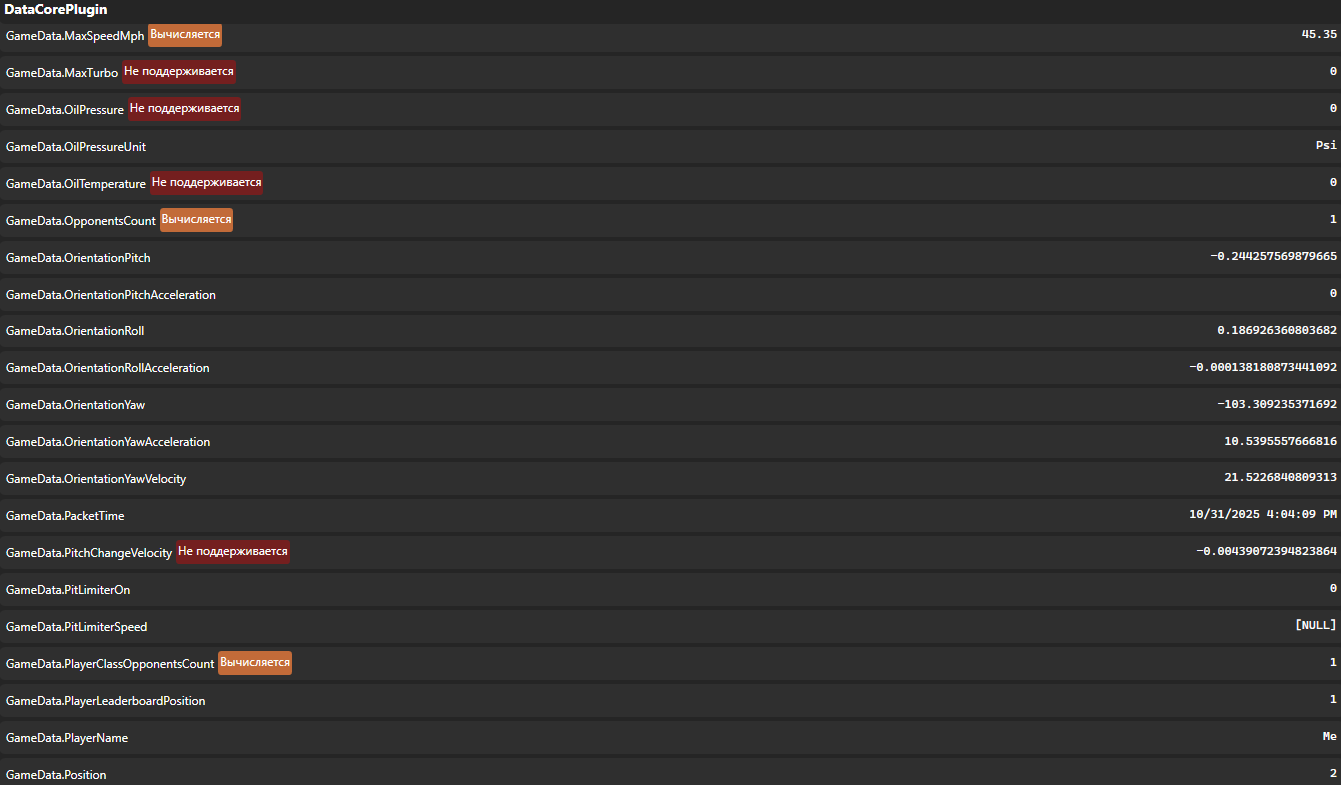 DataCorePlugin
GameData.MaxSpeedMph Вычисляется 45.35
GameData.MaxTurbo Не поддерживается 0
GameData.OilPressure Не поддерживается 0
GameData.OilPressureUnit Psi
GameData.OilTemperature Не поддерживается 0
GameData.OpponentsCount Вычисляется 1
GameData.OrientationPitch -0.244257569879665
GameData.OrientationPitchAcceleration 0
GameData.OrientationRoll 0.186926360803682
GameData.OrientationRollAcceleration -0.000138180873441092
GameData.OrientationYaw -103.309235371692
GameData.OrientationYawAcceleration 10.5395557666816
GameData.OrientationYawVelocity 21.5226840809313
GameData.PacketTime 10/31/2025 4:04:09 PM
GameData.PitchChangeVelocity Не поддерживается -0.00439072394823864
GameData.PitLimiterOn 0
GameData.PitLimiterSpeed [NULL]
GameData.PlayerClassOpponentsCount Вычисляется 1
GameData.PlayerLeaderboardPosition 1
GameData.PlayerName Me
GameData.Position 2